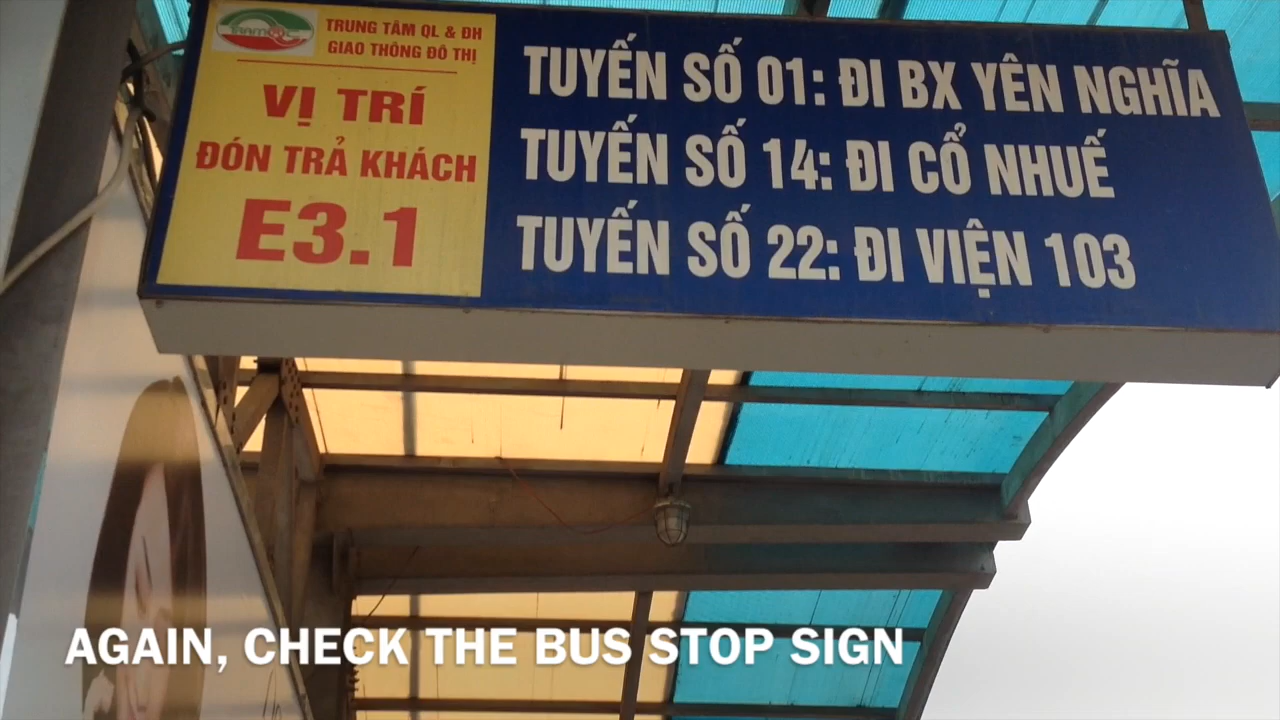 TRUNG TÂM QL & ĐH
GIAO THÔNG ĐÔ THỊ
VỊ TRÍ
ĐÓN TRẢ KHÁCH
E3.1
TUYẾN SỐ 01: ĐI BX YÊN NGHĨA
TUYẾN SỐ 14: ĐI CỔ NHUẾ
TUYẾN SỐ 22: ĐI VIỆN 103
AGAIN, CHECK THE BUS STOP SIGN